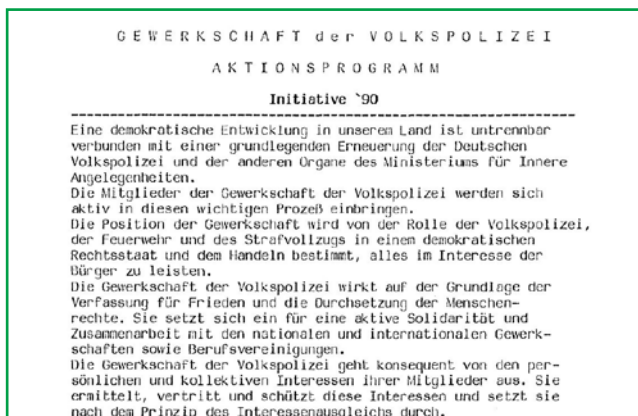 GEWERKSCHAFT der VOLKSPOLIZEI
AKTIONSPROGRAMM
Initiative `90
Eine demokratische Entwicklung in unserem Land ist untrennbar
verbunden mit einer grundlegenden Erneuerung der Deutschen
Volkspolizei und der anderen Organe des Ministeriums für Innere
Angelegenheiten.
Die Mitglieder der Gewerkschaft der Volkspolizei werden sich
aktiv in diesen wichtigen Prozeß einbringen.
Die Position der Gewerkschaft wird von der Rolle der Volkspolizei,
der Feuerwehr und des Strafvollzugs in einem demokratischen
Rechtsstaat und dem Handeln bestimmt, alles im Interesse der
Bürger zu leisten.
Die Gewerkschaft der Volkspolizei wirkt auf der Grundlage der
Verfassung für Frieden und die Durchsetzung der Menschen-
rechte. Sie setzt sich ein für eine aktive Solidarität und
Zusammenarbeit mit den nationalen und internationalen Gewerk-
schaften sowie Berufsvereinigungen.
Die Gewerkschaft der Volkspolizei geht konsequent von den per-
sönlichen und kollektiven Interessen ihrer Mitglieder aus. Sie
ermittelt, vertritt und schützt diese Interessen und setzt sie
nach dem Prinzip des Interessenausgleichs durch.